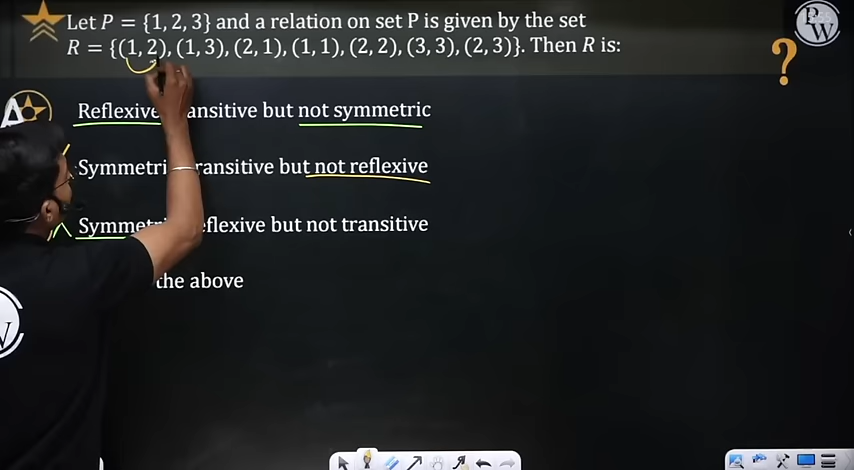 Let P = {1, 2, 3} and a relation on set P is given by the set
R = {(1, 2), (1, 3), (2, 1), (1, 1), (2, 2), (3, 3), (2, 3)}. Then R is:
?
A
Reflexive ansitive but not symmetric
Symmetri ransitive but not reflexive
Symmetri eflexive but not transitive
the above